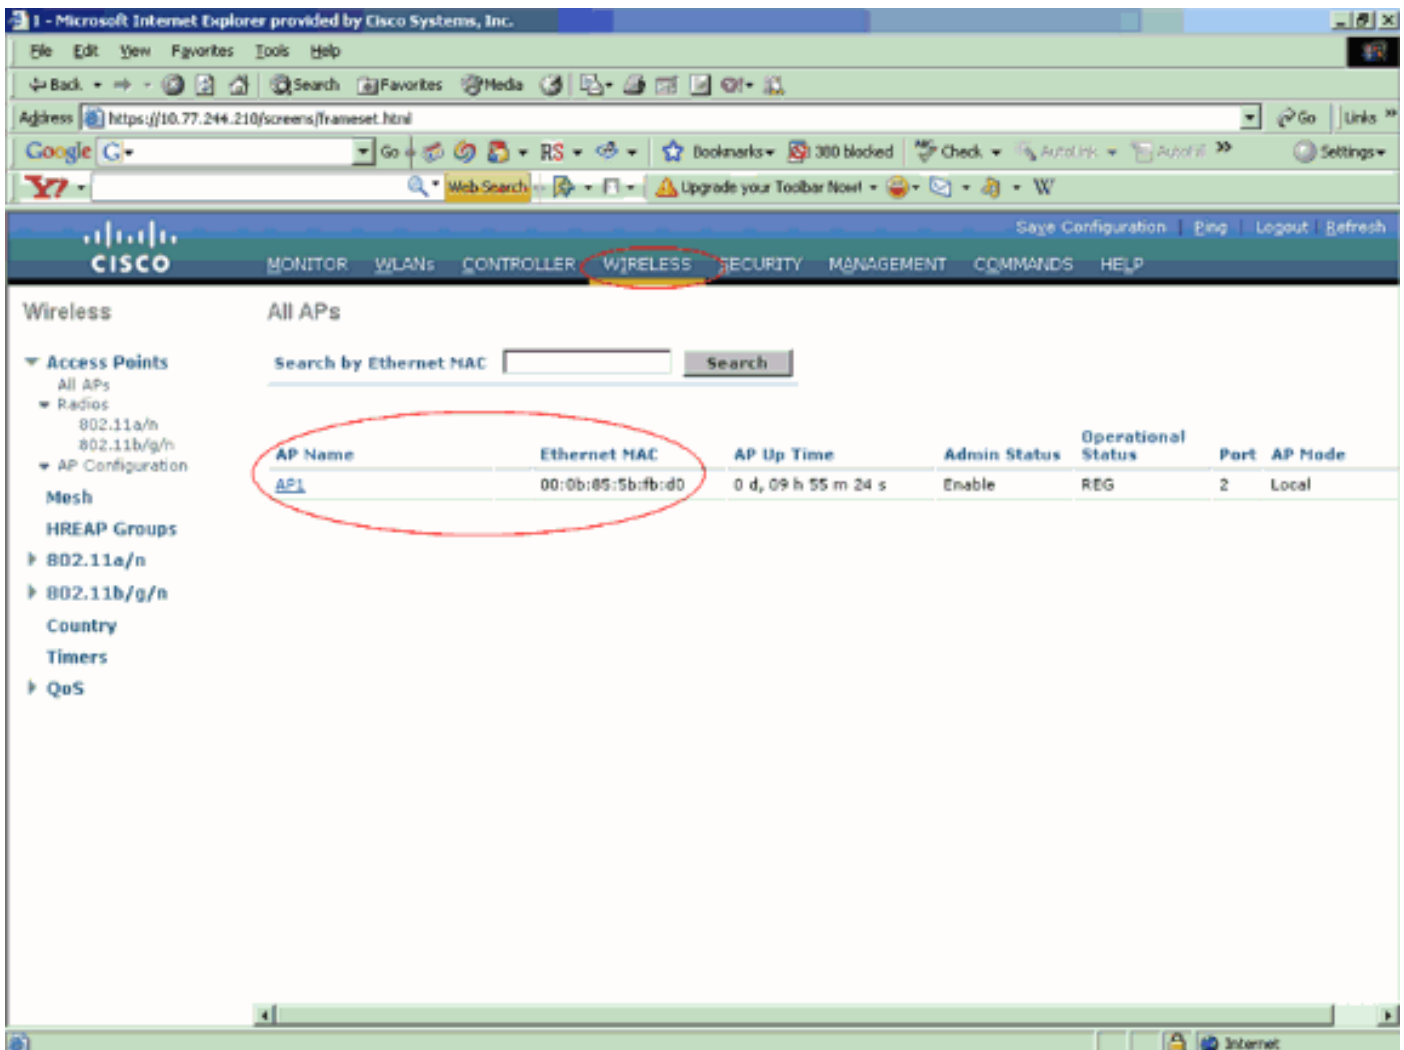 1 - Microsoft Internet Explorer provided by Cisco Systems, Inc.
File Edit View Favorites Tools Help
Back Search Favorites Media
Address https://10.77.244.210/screens/frameset.html Go Links »
Google G Go RS Bookmarks 380 blocked Check AutoLink AutoFill » Settings
Y7 Web Search Upgrade your Toolbar Now! W
Save Configuration | Ping | Logout | Refresh
CISCO MONITOR WLANs CONTROLLER WIRELESS SECURITY MANAGEMENT COMMANDS HELP
Wireless
Access Points
All APs
Radios
802.11a/n
802.11b/g/n
AP Configuration
Mesh
HREAP Groups
802.11a/n
802.11b/g/n
Country
Timers
QoS
All APs
Search by Ethernet MAC Search
AP Name Ethernet MAC AP Up Time Admin Status Operational Status Port AP Mode
AP1 00:0b:85:5b:fb:d0 0 d, 09 h 55 m 24 s Enable REG 2 Local
Internet